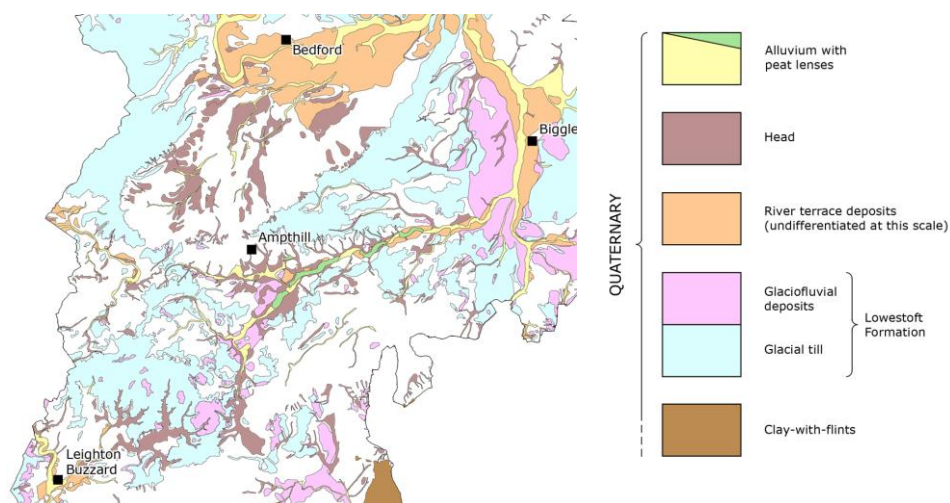 Bedford
Biggle
Ampthill
Leighton
Buzzard
QUATERNARY
Alluvium with
peat lenses
Head
River terrace deposits
(undifferentiated at this scale)
Glaciofluvial
deposits
Glacial till
Lowestoft
Formation
Clay-with-flints